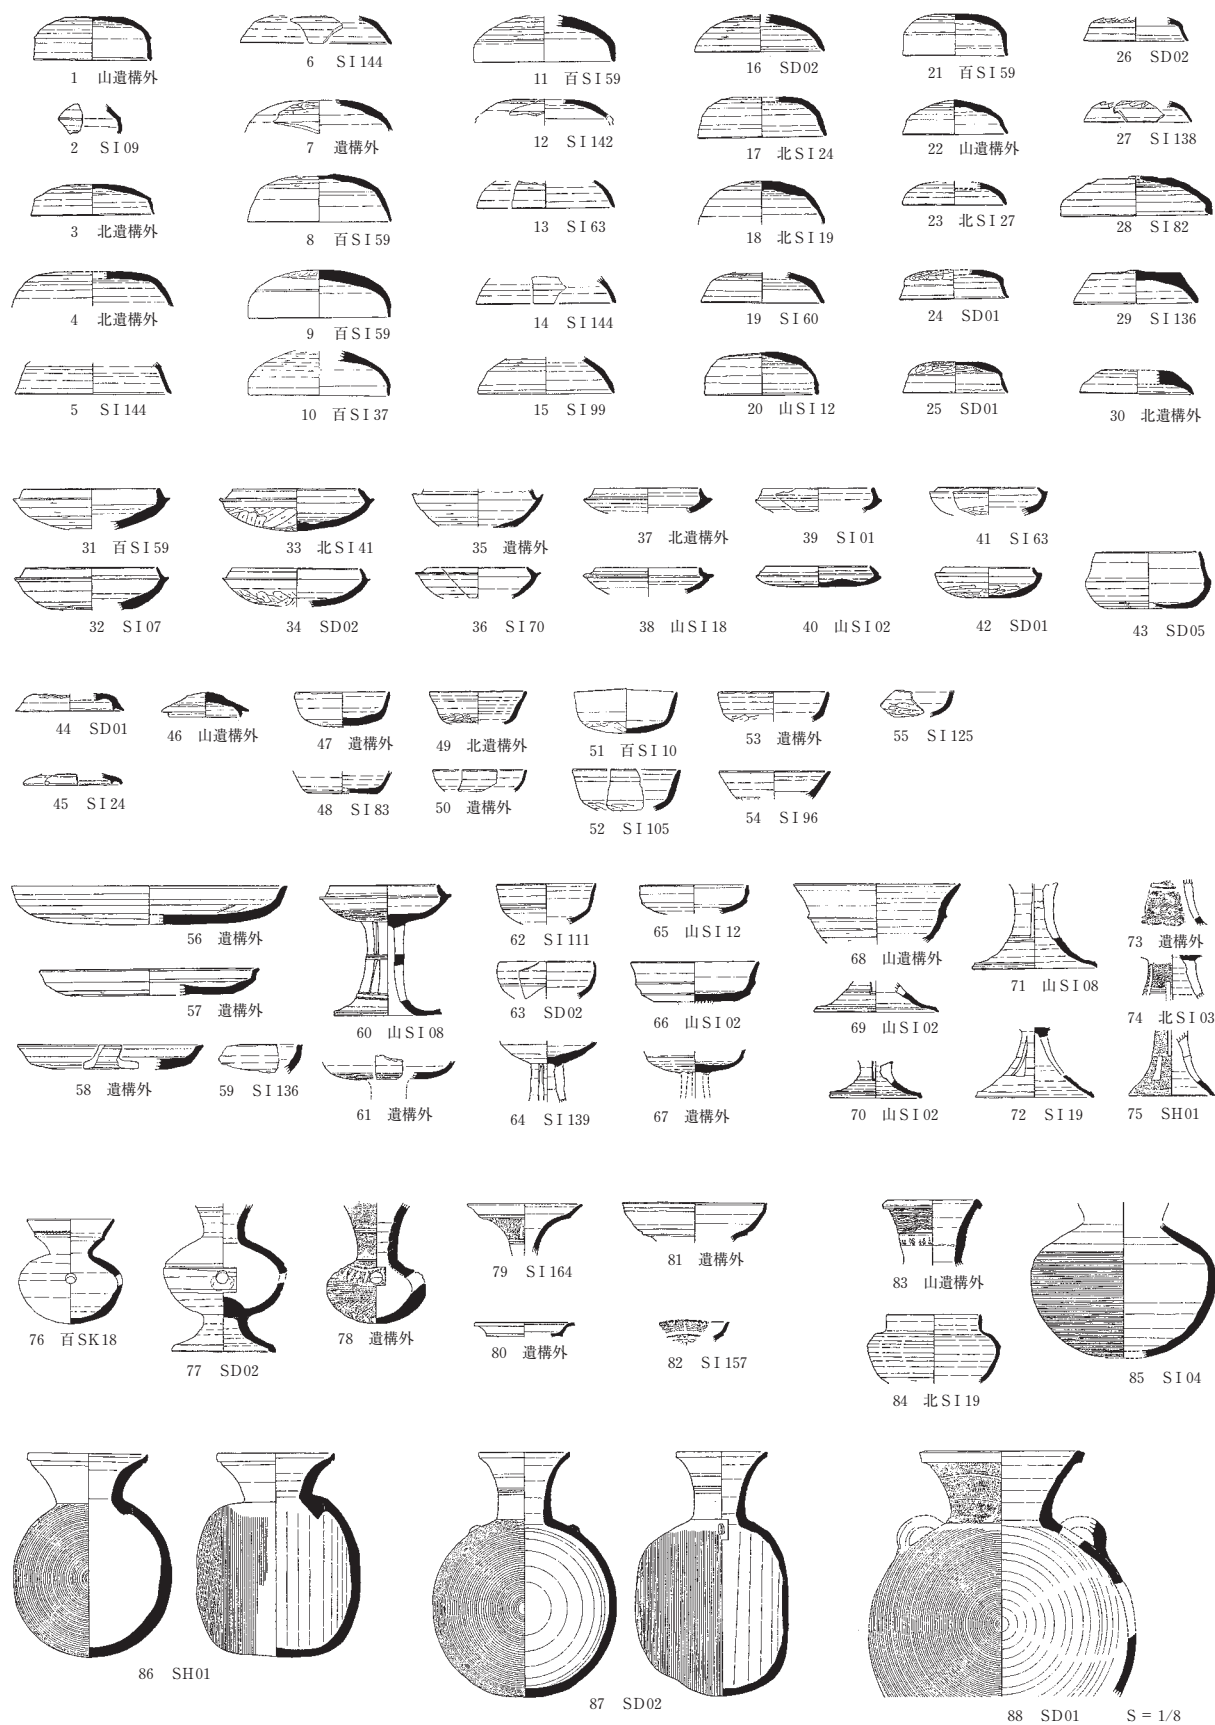 1 山遺構外
6 SI144
11 百SI59
16 SD02
21 百SI59
26 SD02
2 SI09
7 遺構外
12 SI142
17 北SI24
22 山遺構外
27 SI138
3 北遺構外
8 百SI59
13 SI63
18 北SI19
23 北SI27
28 SI82
4 北遺構外
9 百SI59
14 SI144
19 SI60
24 SD01
29 SI136
5 SI144
10 百SI37
15 SI99
20 山SI12
25 SD01
30 北遺構外
31 百SI59
33 北SI41
35 遺構外
37 北遺構外
39 SI01
41 SI63
32 SI07
34 SD02
36 SI70
38 山SI18
40 山SI02
42 SD01
43 SD05
44 SD01
46 山遺構外
47 遺構外
49 北遺構外
51 百SI10
53 遺構外
55 SI125
45 SI24
48 SI83
50 遺構外
52 SI105
54 SI96
56 遺構外
62 SI111
65 山SI12
68 山遺構外
71 山SI08
73 遺構外
57 遺構外
60 山SI08
63 SD02
66 山SI02
69 山SI02
74 北SI03
58 遺構外
59 SI136
61 遺構外
64 SI139
67 遺構外
70 山SI02
72 SI19
75 SH01
76 百SK18
77 SD02
78 遺構外
79 SI164
81 遺構外
83 山遺構外
80 遺構外
82 SI157
84 北SI19
85 SI04
86 SH01
87 SD02
88 SD01 S = 1/8